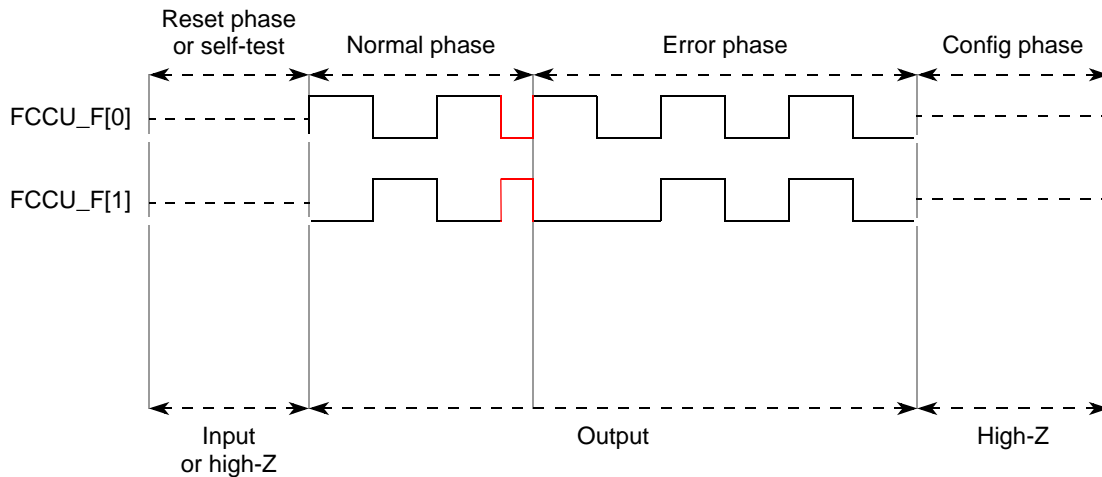 Reset phase
or self-test
Normal phase
Error phase
Config phase
FCCU_F[0]
FCCU_F[1]
Input
or high-Z
Output
High-Z